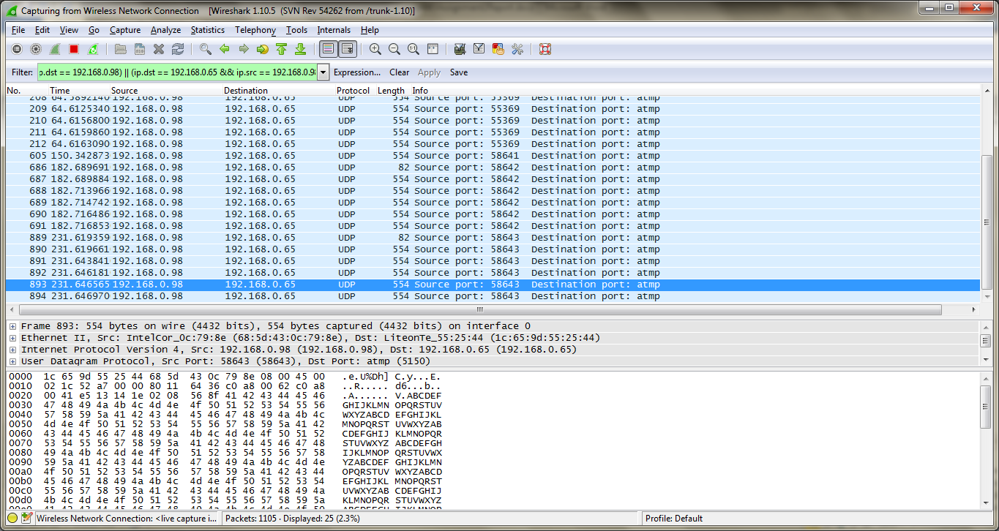 Capturing from Wireless Network Connection [Wireshark 1.10.5 (SVN Rev 54262 from /trunk-1.10)]
File Edit View Go Capture Analyze Statistics Telephony Tools Internals Help
Filter: p.dst == 192.168.0.98) || (ip.dst == 192.168.0.65 && ip.src == 192.168.0.98 Expression... Clear Apply Save
No. Time Source Destination Protocol Length Info
208 64.5892140 192.168.0.98 192.168.0.65 UDP 554 Source port: 55369 Destination port: atmp
209 64.6125340 192.168.0.98 192.168.0.65 UDP 554 Source port: 55369 Destination port: atmp
210 64.6156800 192.168.0.98 192.168.0.65 UDP 554 Source port: 55369 Destination port: atmp
211 64.6159860 192.168.0.98 192.168.0.65 UDP 554 Source port: 55369 Destination port: atmp
212 64.6163090 192.168.0.98 192.168.0.65 UDP 554 Source port: 55369 Destination port: atmp
605 150.342873 192.168.0.98 192.168.0.65 UDP 554 Source port: 58641 Destination port: atmp
686 182.689691 192.168.0.98 192.168.0.65 UDP 82 Source port: 58642 Destination port: atmp
687 182.689884 192.168.0.98 192.168.0.65 UDP 554 Source port: 58642 Destination port: atmp
688 182.713966 192.168.0.98 192.168.0.65 UDP 554 Source port: 58642 Destination port: atmp
689 182.714742 192.168.0.98 192.168.0.65 UDP 554 Source port: 58642 Destination port: atmp
690 182.716486 192.168.0.98 192.168.0.65 UDP 554 Source port: 58642 Destination port: atmp
691 182.716853 192.168.0.98 192.168.0.65 UDP 554 Source port: 58642 Destination port: atmp
889 231.619359 192.168.0.98 192.168.0.65 UDP 82 Source port: 58643 Destination port: atmp
890 231.619661 192.168.0.98 192.168.0.65 UDP 554 Source port: 58643 Destination port: atmp
891 231.643841 192.168.0.98 192.168.0.65 UDP 554 Source port: 58643 Destination port: atmp
892 231.646181 192.168.0.98 192.168.0.65 UDP 554 Source port: 58643 Destination port: atmp
893 231.646565 192.168.0.98 192.168.0.65 UDP 554 Source port: 58643 Destination port: atmp
894 231.646970 192.168.0.98 192.168.0.65 UDP 554 Source port: 58643 Destination port: atmp
Frame 893: 554 bytes on wire (4432 bits), 554 bytes captured (4432 bits) on interface 0
Ethernet II, Src: IntelCor_0c:79:8e (68:5d:43:0c:79:8e), Dst: LiteonTe_55:25:44 (1c:65:9d:55:25:44)
Internet Protocol Version 4, Src: 192.168.0.98 (192.168.0.98), Dst: 192.168.0.65 (192.168.0.65)
User Datagram Protocol, Src Port: 58643 (58643), Dst Port: atmp (5150)
0000 1c 65 9d 55 25 44 68 5d 43 0c 79 8e 08 00 45 00 .e.U%Dh] C.y...E.
0010 02 1c 52 a7 00 00 80 11 64 36 c0 a8 00 62 c0 a8 ..R..... d6...b..
0020 00 41 e5 13 14 1e 02 08 56 8f 41 42 43 44 45 46 .A...... V.ABCDEF
0030 47 48 49 4a 4b 4c 4d 4e 4f 50 51 52 53 54 55 56 GHIJKLMN OPQRSTUV
0040 57 58 59 5a 41 42 43 44 45 46 47 48 49 4a 4b 4c WXYZABCD EFGHIJKL
0050 4d 4e 4f 50 51 52 53 54 55 56 57 58 59 5a 41 42 MNOPQRST UVWXYZAB
0060 43 44 45 46 47 48 49 4a 4b 4c 4d 4e 4f 50 51 52 CDEFGHIJ KLMNOPQR
0070 53 54 55 56 57 58 59 5a 41 42 43 44 45 46 47 48 STUVWXYZ ABCDEFGH
0080 49 4a 4b 4c 4d 4e 4f 50 51 52 53 54 55 56 57 58 IJKLMNOP QRSTUVWX
0090 59 5a 41 42 43 44 45 46 47 48 49 4a 4b 4c 4d 4e YZABCDEF GHIJKLMN
00a0 4f 50 51 52 53 54 55 56 57 58 59 5a 41 42 43 44 OPQRSTUV WXYZABCD
00b0 45 46 47 48 49 4a 4b 4c 4d 4e 4f 50 51 52 53 54 EFGHIJKL MNOPQRST
00c0 55 56 57 58 59 5a 41 42 43 44 45 46 47 48 49 4a UVWXYZAB CDEFGHIJ
00d0 4b 4c 4d 4e 4f 50 51 52 53 54 55 56 57 58 59 5a KLMNOPQR STUVWXYZ
00e0 41 42 43 44 45 46 47 48 49 4a 4b 4c 4d 4e 4f 50 ABCDEFGH IJKLMNOP
Wireless Network Connection: <live capture i... Packets: 1105 · Displayed: 25 (2.3%) Profile: Default